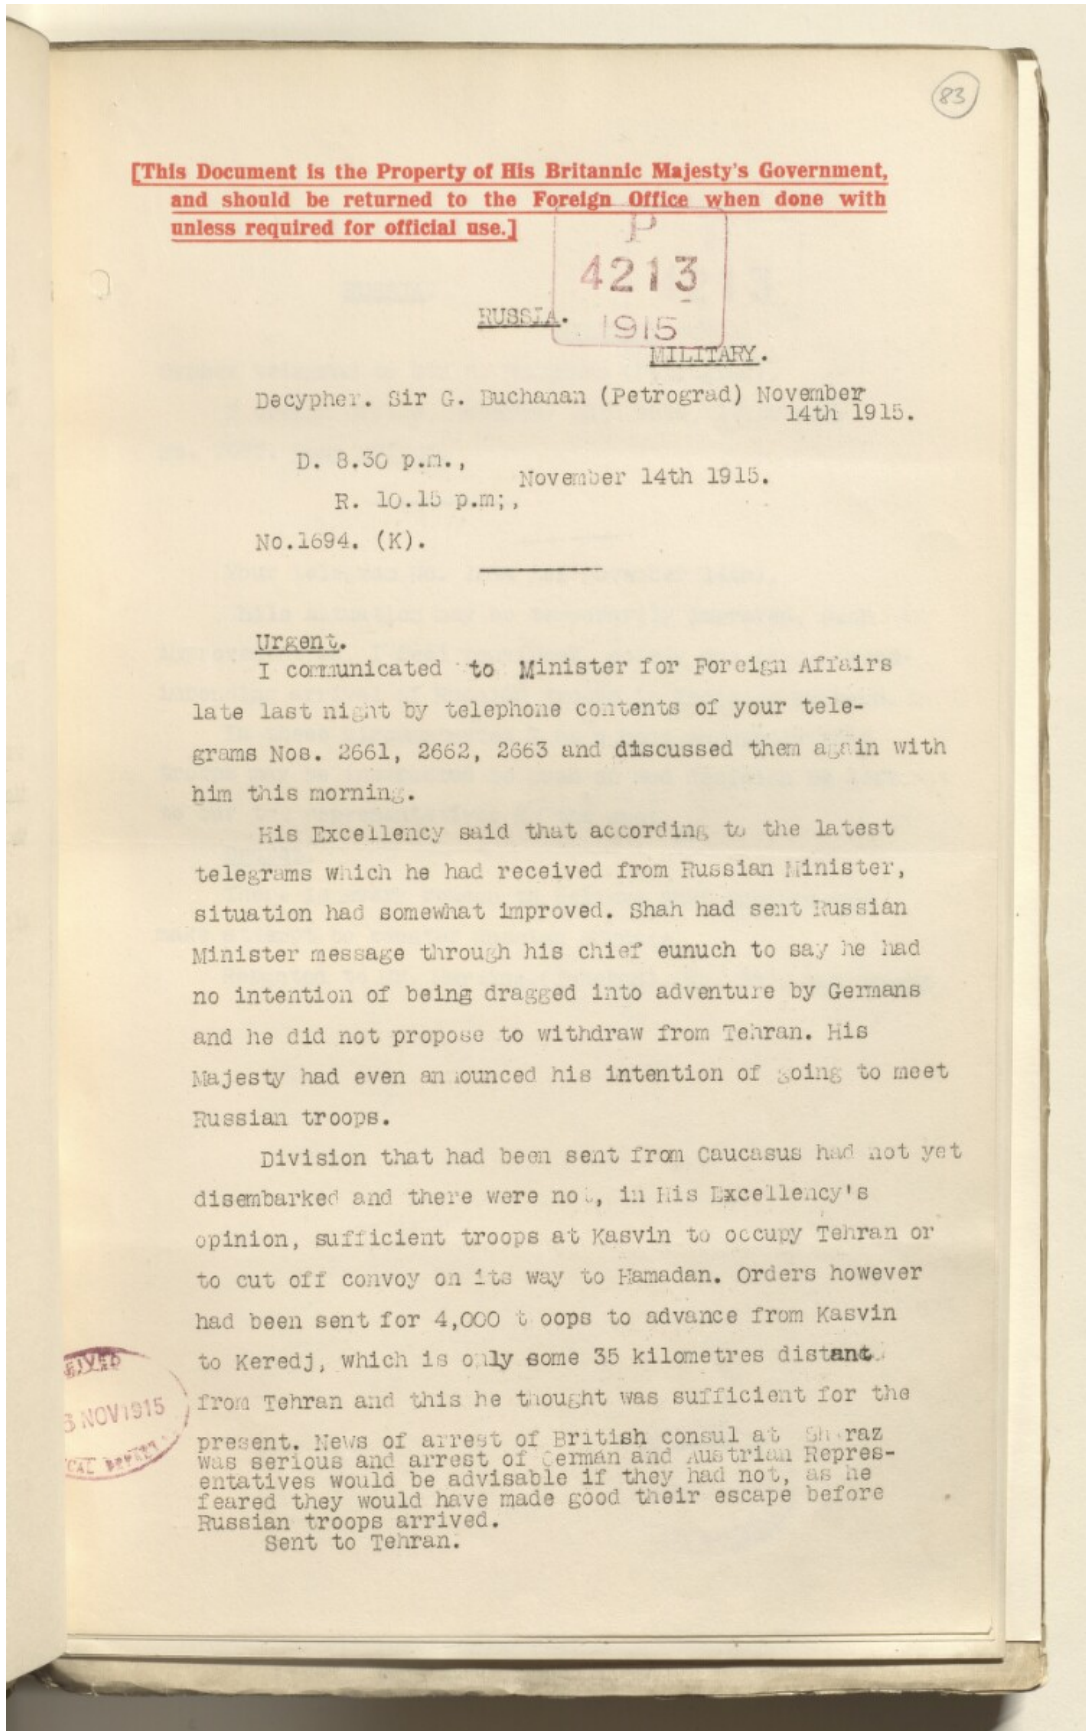 83
[This Document is the Property of His Britannic Majesty's Government,
and should be returned to the Foreign Office when done with
unless required for official use.]
P
4213
1915
RUSSIA.
MILITARY.
Decypher. Sir G. Buchanan (Petrograd) November
14th 1915.
D. 8.30 p.m.,
November 14th 1915.
R. 10.15 p.m;,
No.1694. (K).
Urgent.
I communicated to Minister for Foreign Affairs
late last night by telephone contents of your tele-
grams Nos. 2661, 2662, 2663 and discussed them again with
him this morning.
His Excellency said that according to the latest
telegrams which he had received from Russian Minister,
situation had somewhat improved. Shah had sent Russian
Minister message through his chief eunuch to say he had
no intention of being dragged into adventure by Germans
and he did not propose to withdraw from Tehran. His
Majesty had even announced his intention of going to meet
Russian troops.
Division that had been sent from Caucasus had not yet
disembarked and there were not, in His Excellency's
opinion, sufficient troops at Kasvin to occupy Tehran or
to cut off convoy on its way to Hamadan. Orders however
had been sent for 4,000 troops to advance from Kasvin
to Keredj, which is only some 35 kilometres distant
from Tehran and this he thought was sufficient for the
present. News of arrest of British consul at Shiraz
was serious and arrest of German and Austrian Repres-
entatives would be advisable if they had not, as he
feared they would have made good their escape before
Russian troops arrived.
Sent to Tehran.
NOV 1915